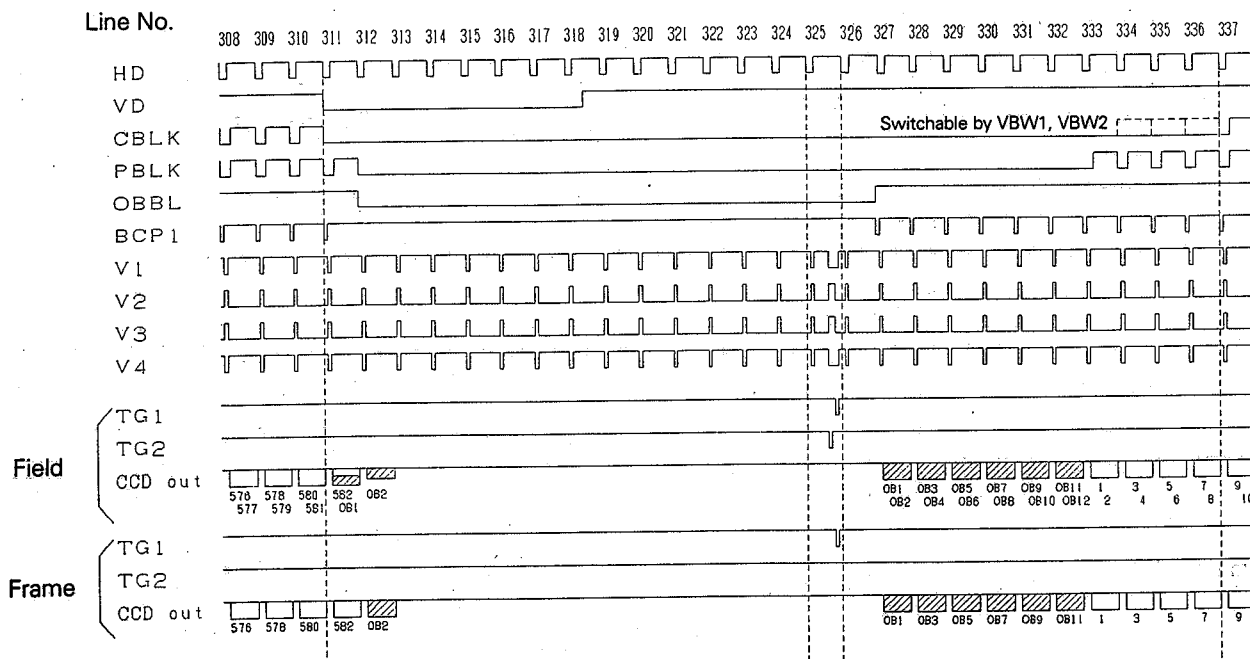 Line No.
308 309 310 311 312 313 314 315 316 317 318 319 320 321 322 323 324 325 326 327 328 329 330 331 332 333 334 335 336 337
HD
VD
CBLK
Switchable by VBW1, VBW2
PBLK
OBBL
BCP1
V1
V2
V3
V4
Field
TG1
TG2
CCD out
576 578 580 582 OB2 OB1 OB3 OB5 OB7 OB9 OB11 1 3 5 7 9
577 579 581 OB1 OB2 OB4 OB6 OB8 OB10 OB12 2 4 6 8 10
Frame
TG1
TG2
CCD out
576 578 580 582 OB2 OB1 OB3 OB5 OB7 OB9 OB11 1 3 5 7 9